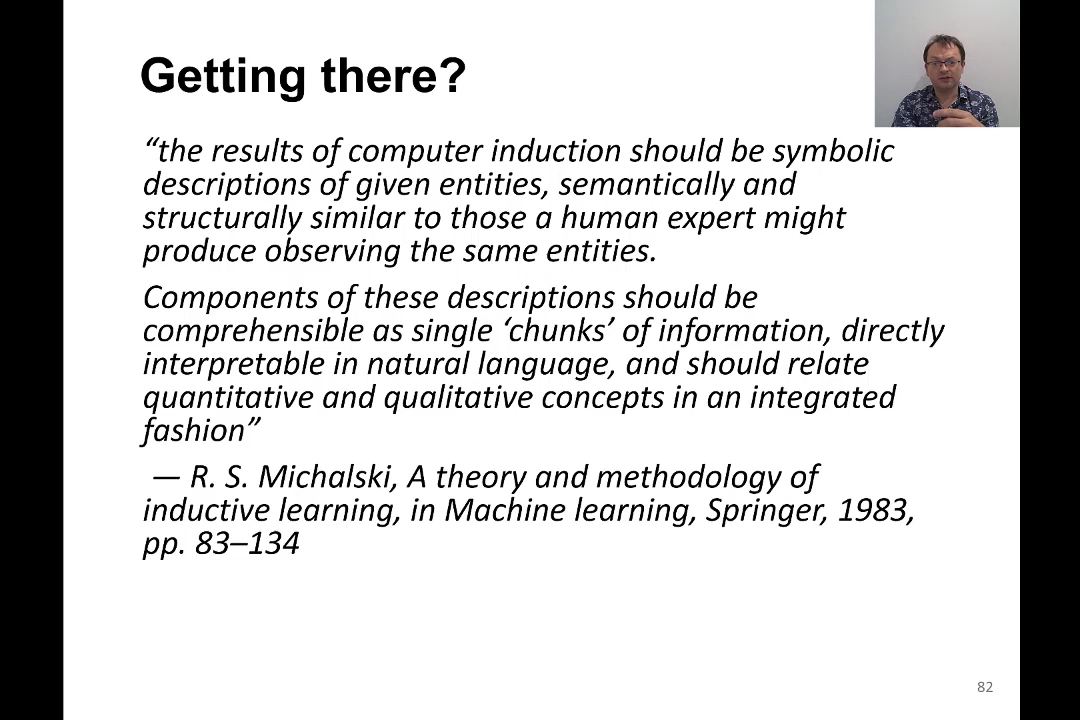 Getting there?
“the results of computer induction should be symbolic
descriptions of given entities, semantically and
structurally similar to those a human expert might
produce observing the same entities.
Components of these descriptions should be
comprehensible as single ‘chunks’ of information, directly
interpretable in natural language, and should relate
quantitative and qualitative concepts in an integrated
fashion”
— R. S. Michalski, A theory and methodology of
inductive learning, in Machine learning, Springer, 1983,
pp. 83–134
82